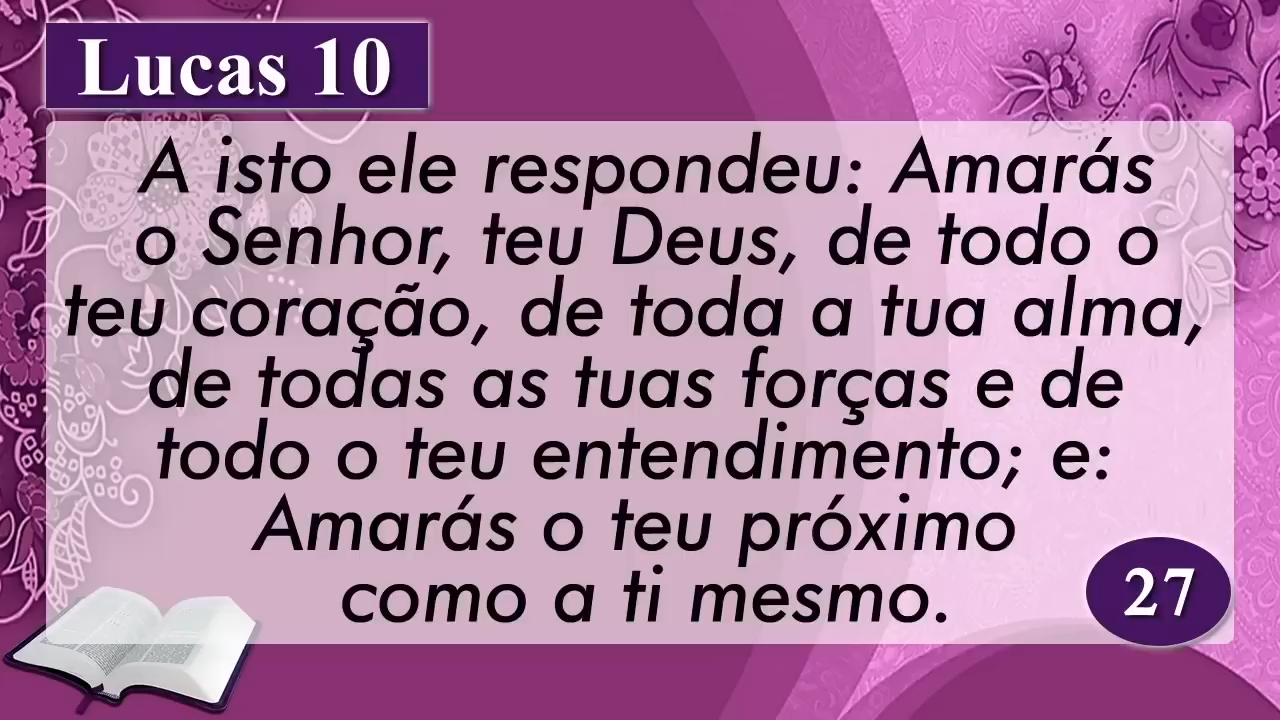 Lucas 10
A isto ele respondeu: Amarás
o Senhor, teu Deus, de todo o
teu coração, de toda a tua alma,
de todas as tuas forças e de
todo o teu entendimento; e:
Amarás o teu próximo
como a ti mesmo.
27